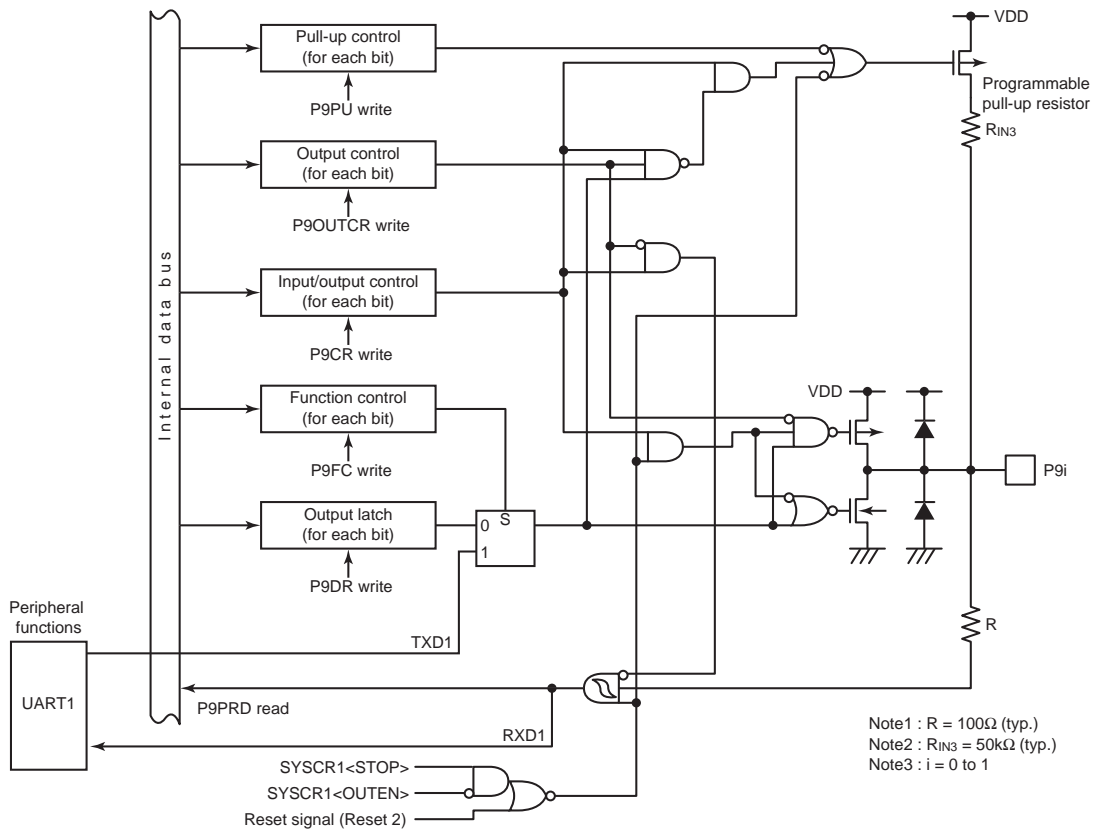 VDD
Pull-up control
(for each bit)
P9PU write
Programmable
pull-up resistor
RIN3
Output control
(for each bit)
P9OUTCR write
Internal data bus
Input/output control
(for each bit)
P9CR write
Function control
(for each bit)
P9FC write
VDD
P9i
Output latch
(for each bit)
P9DR write
S
0
1
Peripheral
functions
UART1
TXD1
R
P9PRD read
RXD1
SYSCR1<STOP>
SYSCR1<OUTEN>
Reset signal (Reset 2)
Note1 : R = 100Ω (typ.)
Note2 : RIN3 = 50kΩ (typ.)
Note3 : i = 0 to 1